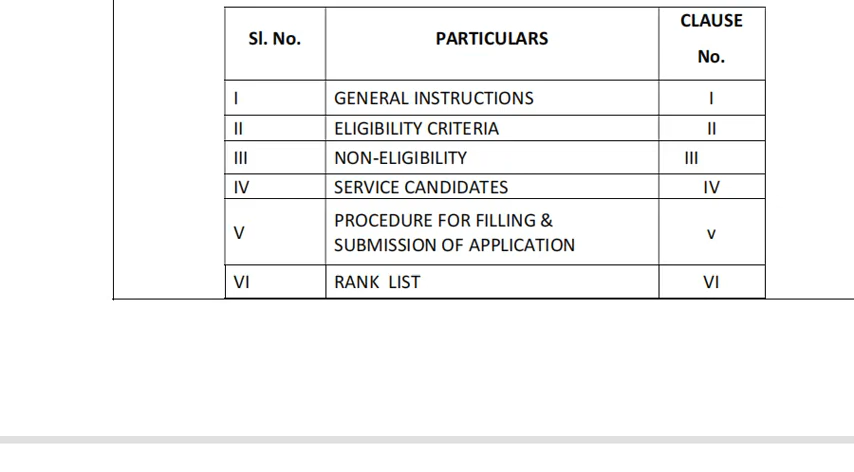 Sl. No. PARTICULARS CLAUSE No.
I GENERAL INSTRUCTIONS I
II ELIGIBILITY CRITERIA II
III NON-ELIGIBILITY III
IV SERVICE CANDIDATES IV
V PROCEDURE FOR FILLING &
SUBMISSION OF APPLICATION v
VI RANK LIST VI